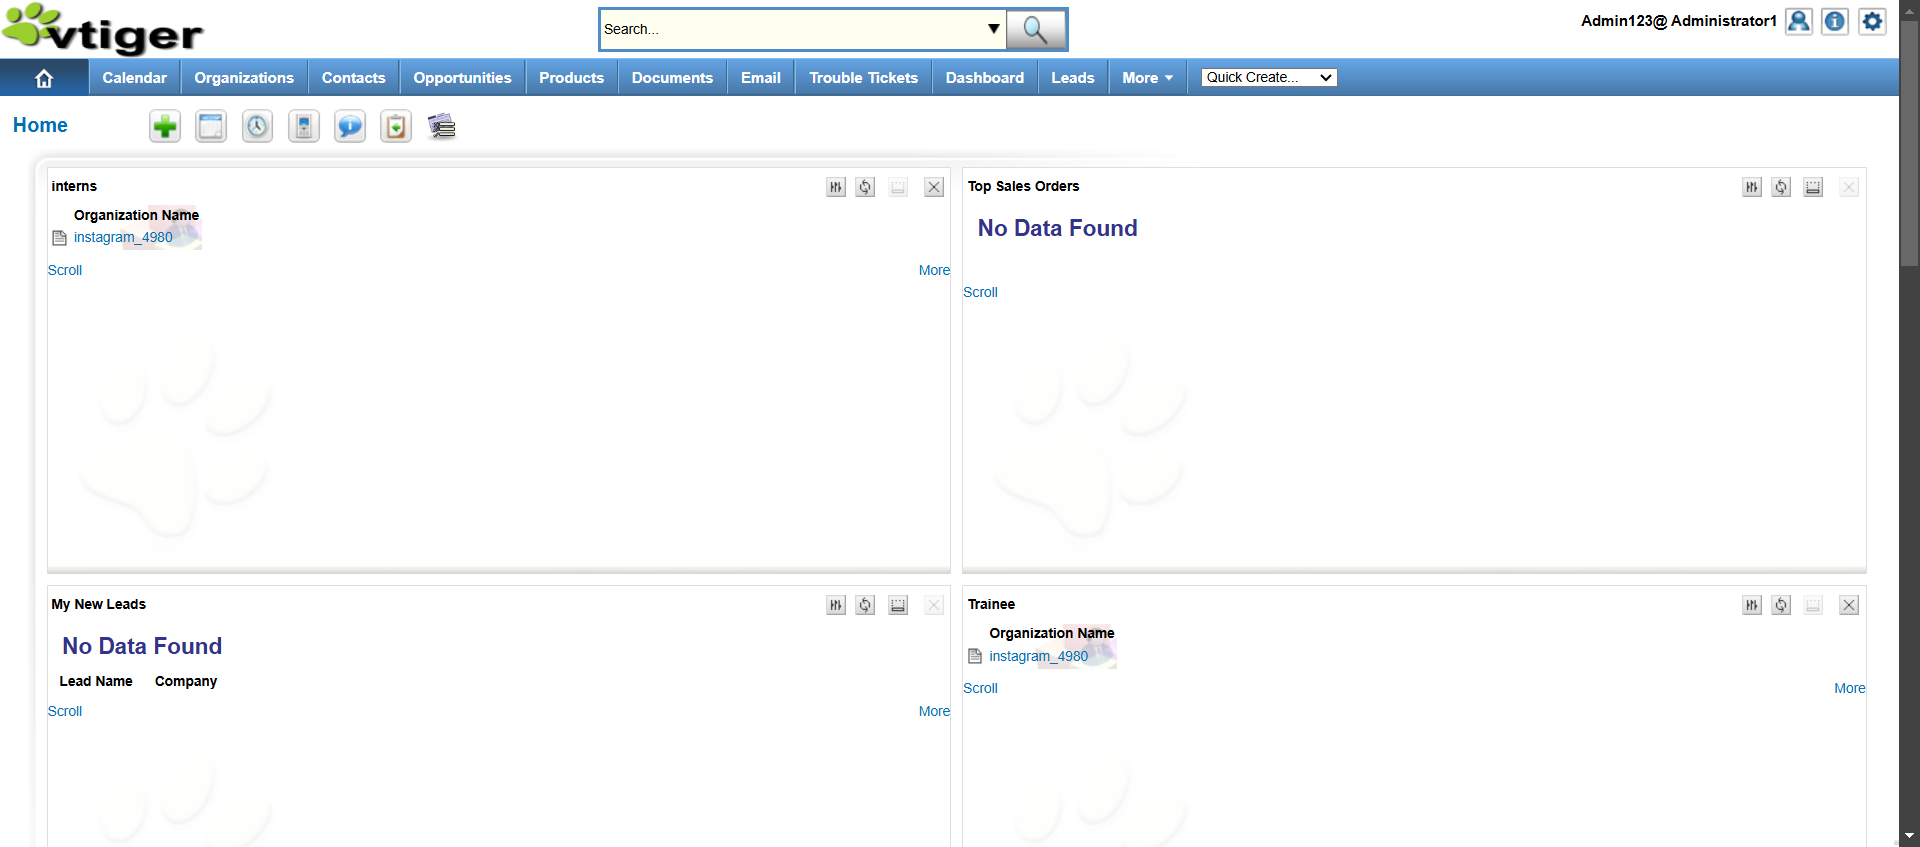 vtiger
Search...
Admin123@ Administrator1
Calendar
Organizations
Contacts
Opportunities
Products
Documents
Email
Trouble Tickets
Dashboard
Leads
More
Quick Create...
Home
interns
Organization Name
instagram_4980
Scroll
More
Top Sales Orders
No Data Found
Scroll
My New Leads
No Data Found
Lead Name Company
Scroll
More
Trainee
Organization Name
instagram_4980
Scroll
More